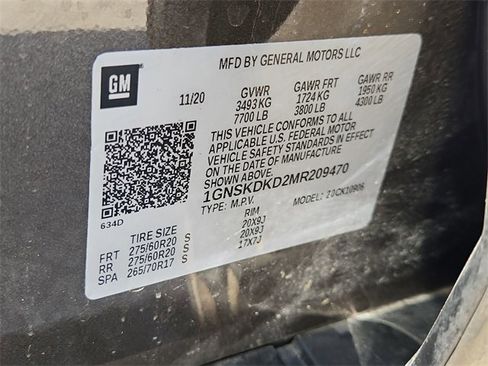 MFD BY GENERAL MOTORS LLC
GM
11/20
GVWR GAWR FRT GAWR RR
3493 KG 1724 KG 1950 KG
7700 LB 3800 LB 4300 LB
THIS VEHICLE CONFORMS TO ALL
APPLICABLE U.S. FEDERAL MOTOR
VEHICLE SAFETY STANDARDS IN EFFECT
ON THE DATE OF MANUFACTURE
SHOWN ABOVE.
1GNSKDKD2MR209470
TYPE: M.P.V. MODEL:
634D
TIRE SIZE RIM
FRT 275/60R20 S 20X9J
RR 275/60R20 S 20X9J
SPA 265/70R17 S 17X7J